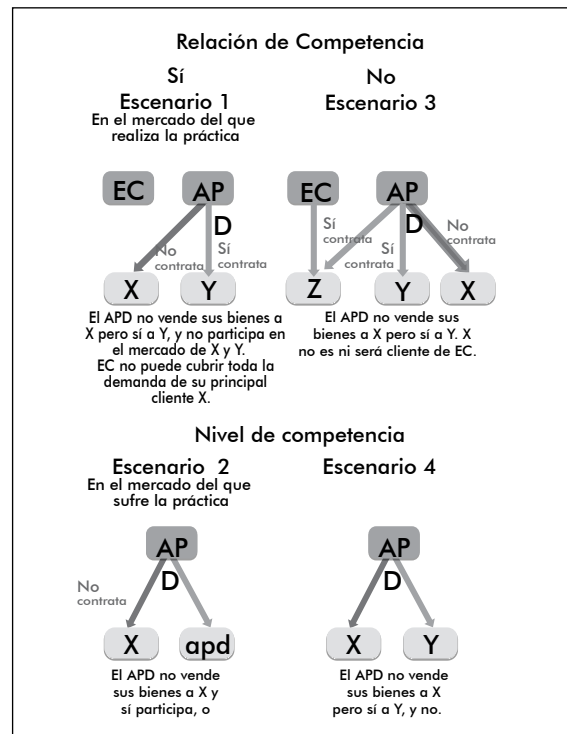 Relación de Competencia
Sí
Escenario 1
En el mercado del que
realiza la práctica
No
Escenario 3
EC
AP
D
No
contrata
Sí
contrata
X
Y
El APD no vende sus bienes a
X pero sí a Y, y no participa en
el mercado de X y Y.
EC no puede cubrir toda la
demanda de su principal
cliente X.
EC
AP
D
Sí
contrata
Sí
contrata
No
contrata
Z
Y
X
El APD no vende sus
bienes a X pero sí a Y. X
no es ni será cliente de EC.
Nivel de competencia
Escenario 2
En el mercado del que
sufre la práctica
AP
D
No
contrata
X
apd
El APD no vende
sus bienes a X y
sí participa, o
Escenario 4
AP
D
X
Y
El APD no vende
sus bienes a X
pero sí a Y, y no.